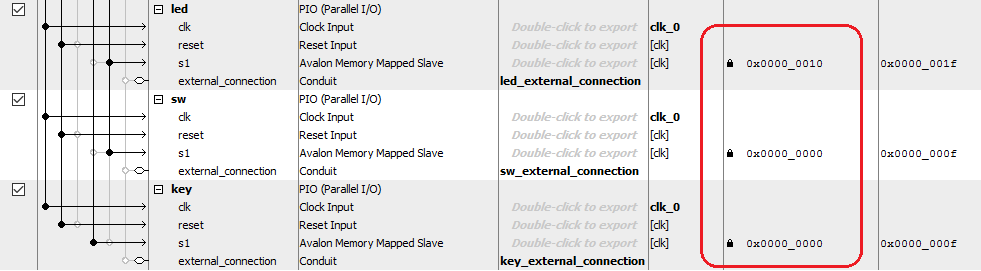 led PIO (Parallel I/O)
clk Clock Input Double-click to export clk_0
reset Reset Input Double-click to export [clk]
s1 Avalon Memory Mapped Slave Double-click to export [clk] 0x0000_0010 0x0000_001f
external_connection Conduit led_external_connection
sw PIO (Parallel I/O)
clk Clock Input Double-click to export clk_0
reset Reset Input Double-click to export [clk]
s1 Avalon Memory Mapped Slave Double-click to export [clk] 0x0000_0000 0x0000_000f
external_connection Conduit sw_external_connection
key PIO (Parallel I/O)
clk Clock Input Double-click to export clk_0
reset Reset Input Double-click to export [clk]
s1 Avalon Memory Mapped Slave Double-click to export [clk] 0x0000_0000 0x0000_000f
external_connection Conduit key_external_connection